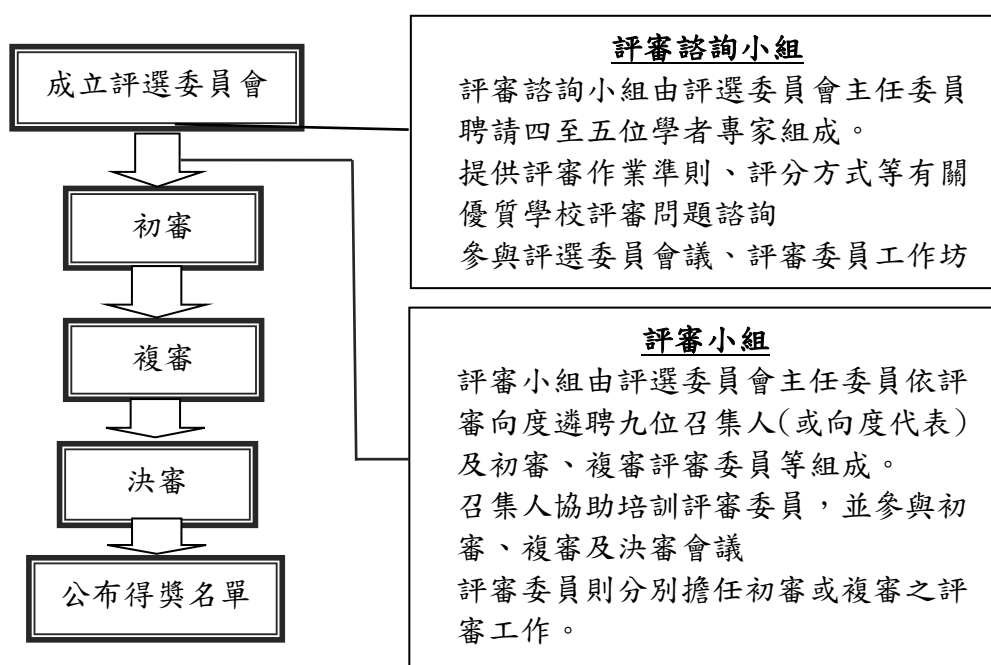 成立評選委員會
初審
複審
決審
公布得獎名單
評審諮詢小組
評審諮詢小組由評選委員會主任委員
聘請四至五位學者專家組成。
提供評審作業準則、評分方式等有關
優質學校評審問題諮詢
參與評選委員會議、評審委員工作坊
評審小組
評審小組由評選委員會主任委員依評
審向度遴聘九位召集人(或向度代表)
及初審、複審評審委員等組成。
召集人協助培訓評審委員，並參與初
審、複審及決審會議
評審委員則分別擔任初審或複審之評
審工作。